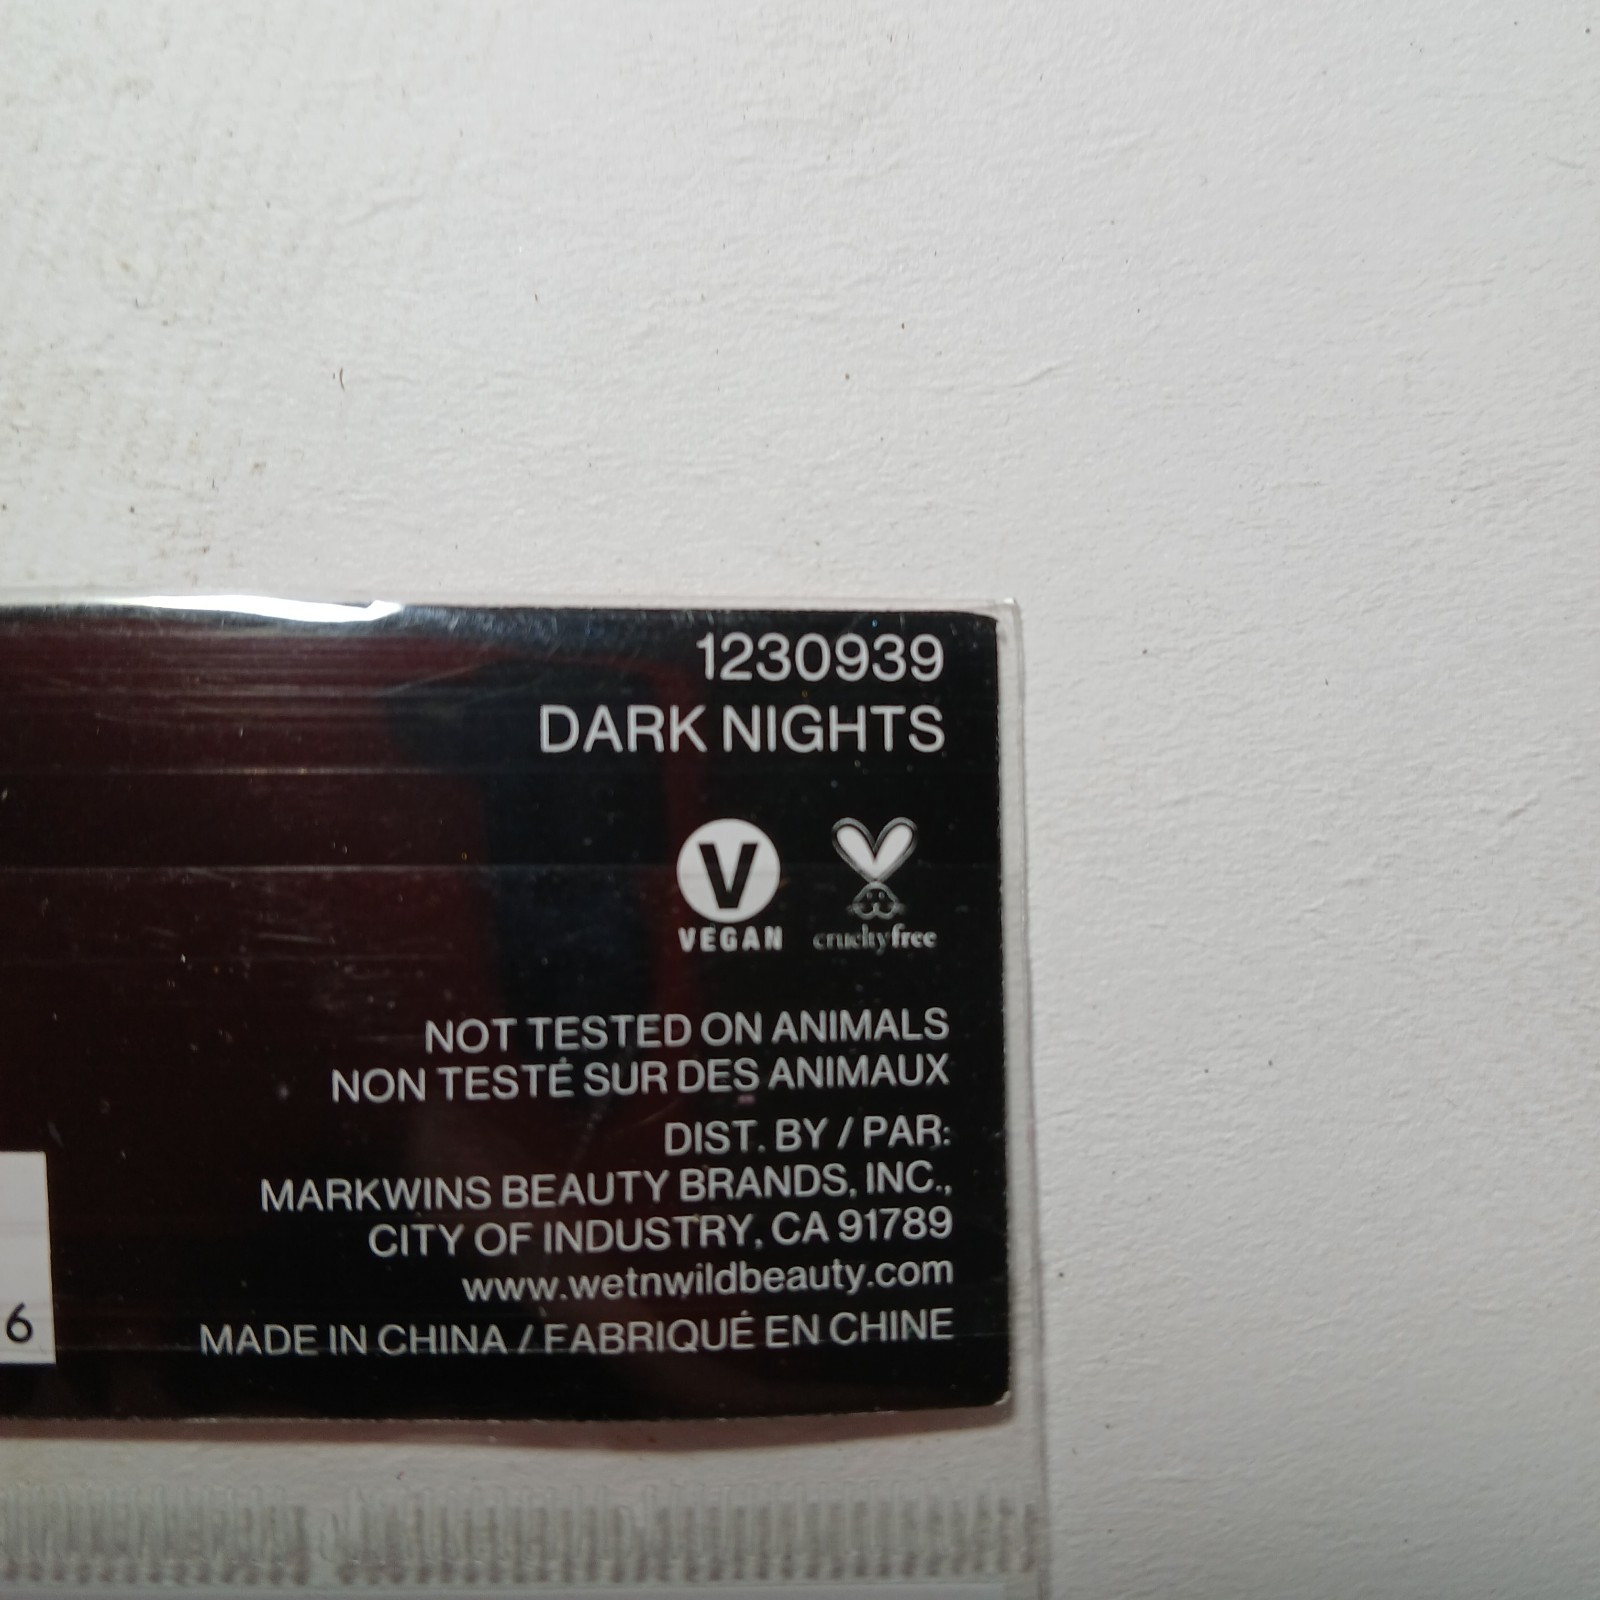 1230939
DARK NIGHTS
V
VEGAN
crueltyfree
NOT TESTED ON ANIMALS
NON TESTÉ SUR DES ANIMAUX
DIST. BY / PAR:
MARKWINS BEAUTY BRANDS, INC.,
CITY OF INDUSTRY, CA 91789
www.wetnwildbeauty.com
6
MADE IN CHINA / FABRIQUÉ EN CHINE